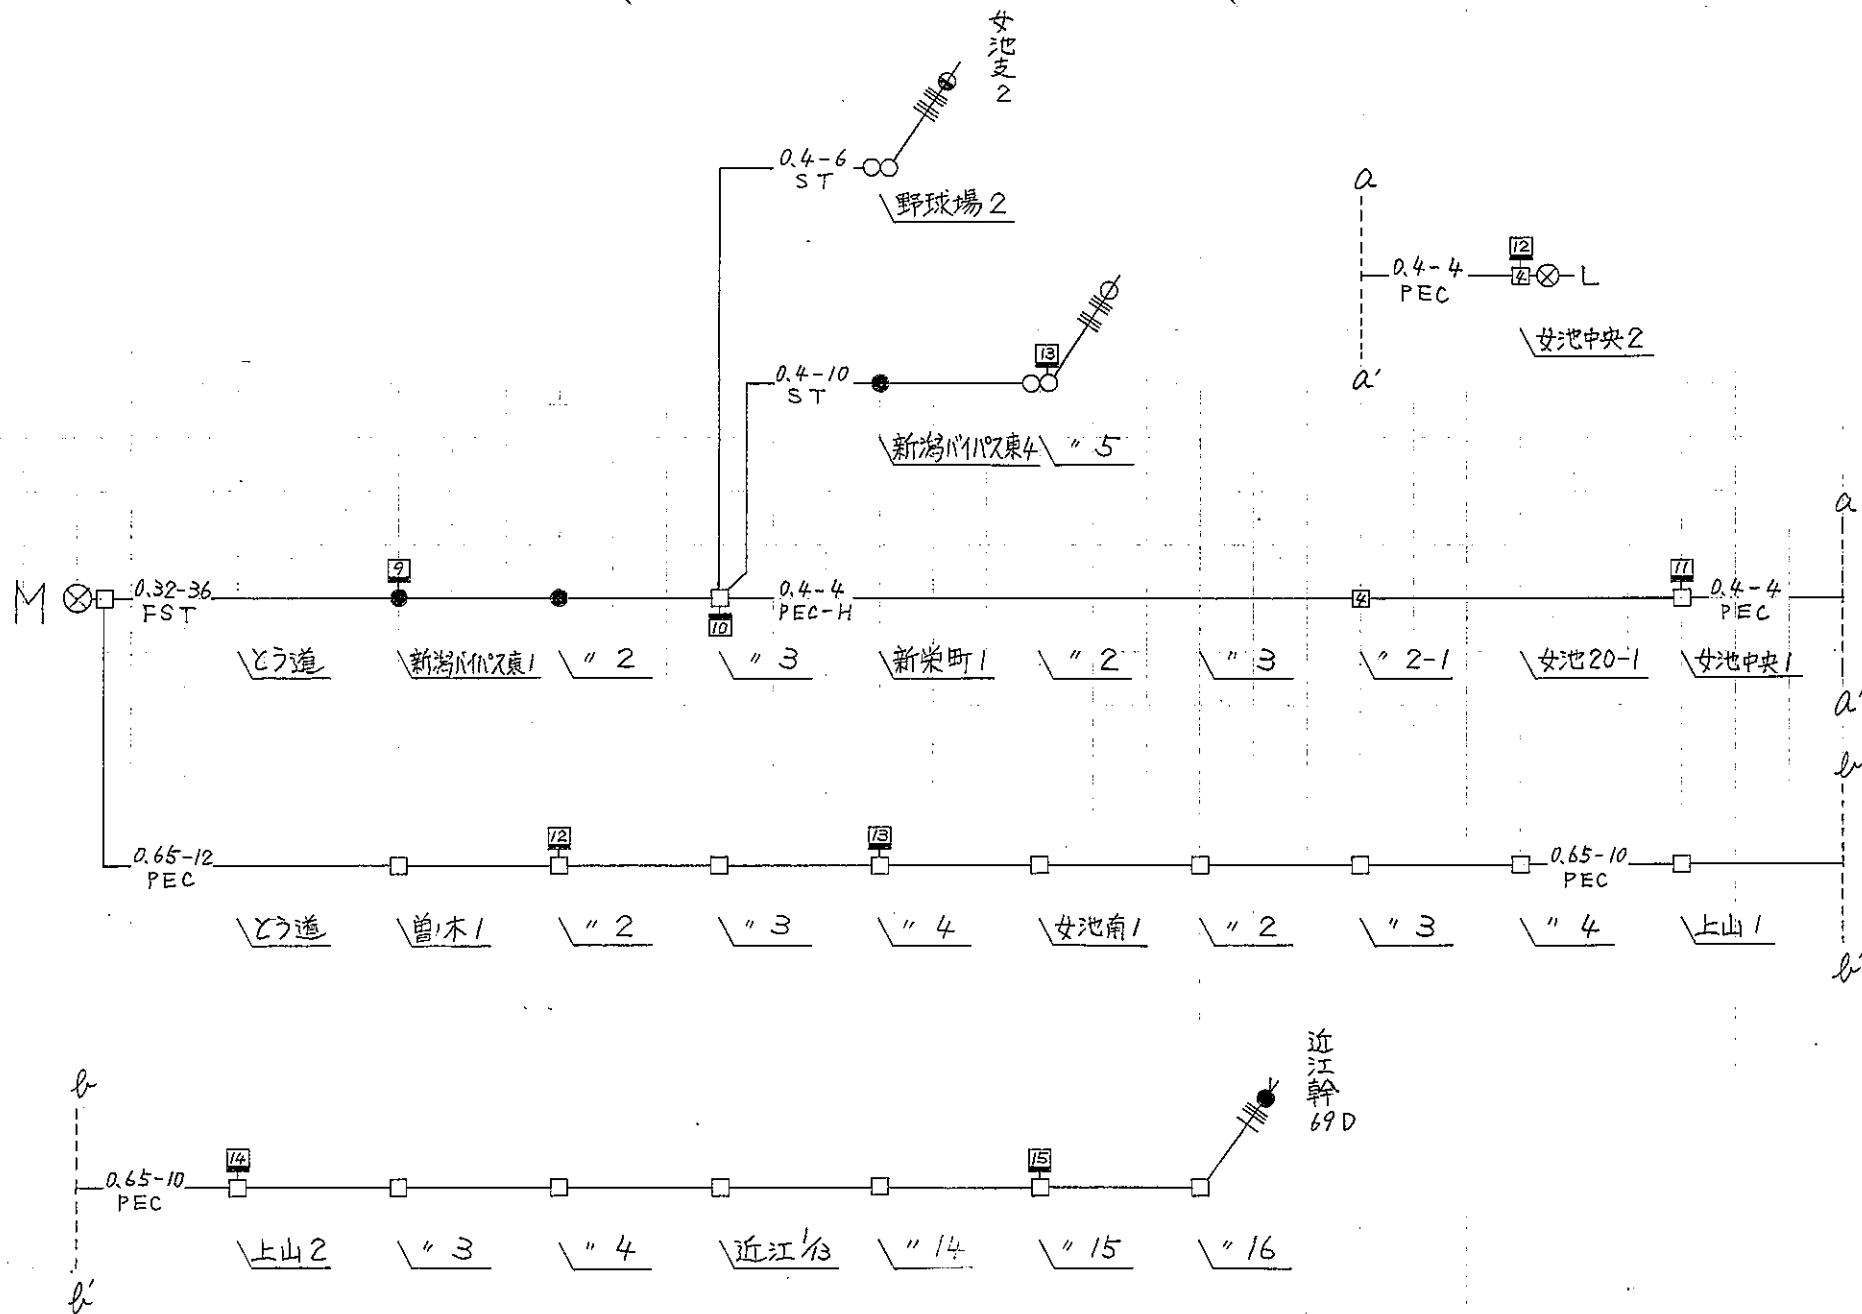 女池支2
0.4-6
ST
野球場2
a
0.4-4
PEC
12
4
L
女池中央2
a'
0.4-10
ST
13
新潟バイパス東4
〃5
M
0.32-36
FST
9
10
0.4-4
PEC-H
4
11
0.4-4
PEC
a
a'
とう道
新潟バイパス東1
〃2
〃3
新栄町1
〃2
〃3
〃2-1
女池20-1
女池中央1
0.65-12
PEC
12
13
0.65-10
PEC
b
b'
とう道
曽ノ木1
〃2
〃3
〃4
女池南1
〃2
〃3
〃4
上山1
b
0.65-10
PEC
14
15
近江幹69D
b'
上山2
〃3
〃4
近江1/13
〃14
〃15
〃16